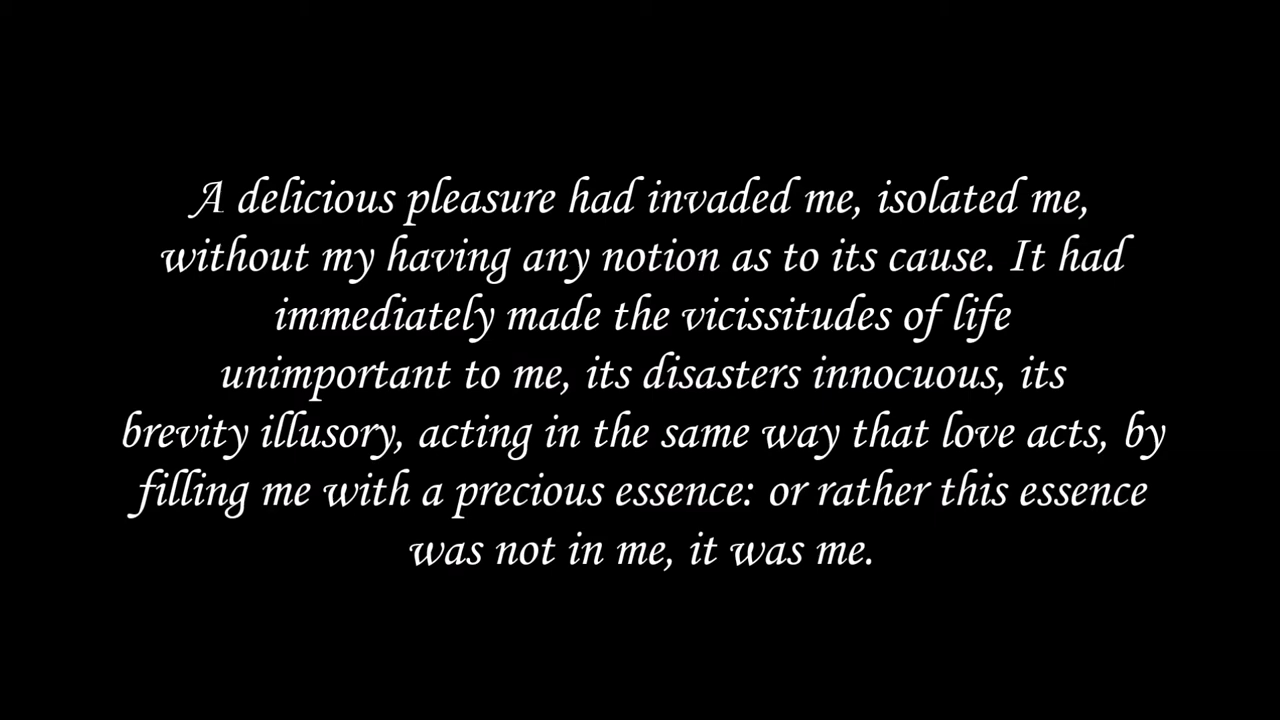 A delicious pleasure had invaded me, isolated me,
without my having any notion as to its cause. It had
immediately made the vicissitudes of life
unimportant to me, its disasters innocuous, its
brevity illusory, acting in the same way that love acts, by
filling me with a precious essence: or rather this essence
was not in me, it was me.